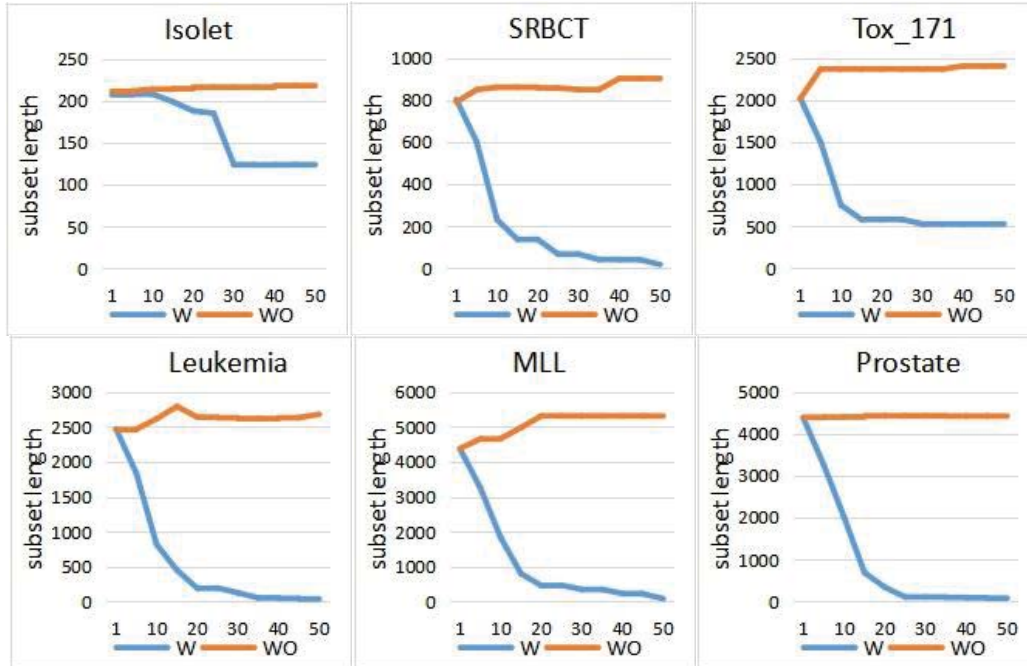 Isolet
subset length
250
200
150
100
50
0
1 10 20 30 40 50
W WO
SRBCT
subset length
1000
800
600
400
200
0
1 10 20 30 40 50
W WO
Tox_171
subset length
2500
2000
1500
1000
500
0
1 10 20 30 40 50
W WO
Leukemia
subset length
3000
2500
2000
1500
1000
500
0
1 10 20 30 40 50
W WO
MLL
subset length
6000
5000
4000
3000
2000
1000
0
1 10 20 30 40 50
W WO
Prostate
subset length
5000
4000
3000
2000
1000
0
1 10 20 30 40 50
W WO